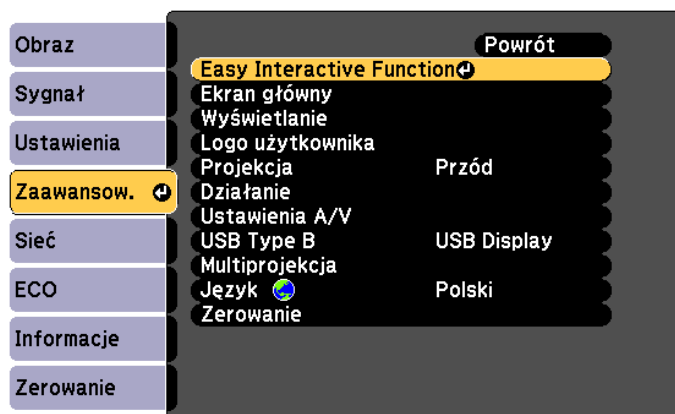 Obraz
Sygnał
Ustawienia
Zaawansow.
Sieć
ECO
Informacje
Zerowanie
Powrót
Easy Interactive Function
Ekran główny
Wyświetlanie
Logo użytkownika
Projekcja Przód
Działanie
Ustawienia A/V
USB Type B USB Display
Multiprojekcja
Język Polski
Zerowanie